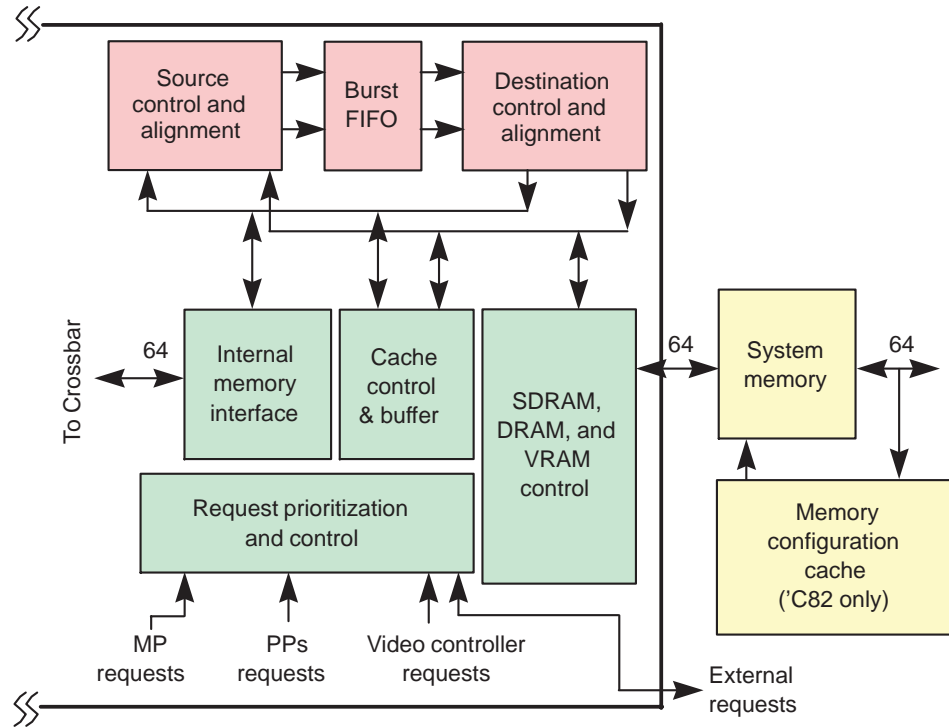 Source
control and
alignment
Burst
FIFO
Destination
control and
alignment
To Crossbar
64
Internal
memory
interface
Cache
control
& buffer
SDRAM,
DRAM, and
VRAM
control
64
System
memory
64
Request prioritization
and control
Memory
configuration
cache
(’C82 only)
MP
requests
PPs
requests
Video controller
requests
External
requests